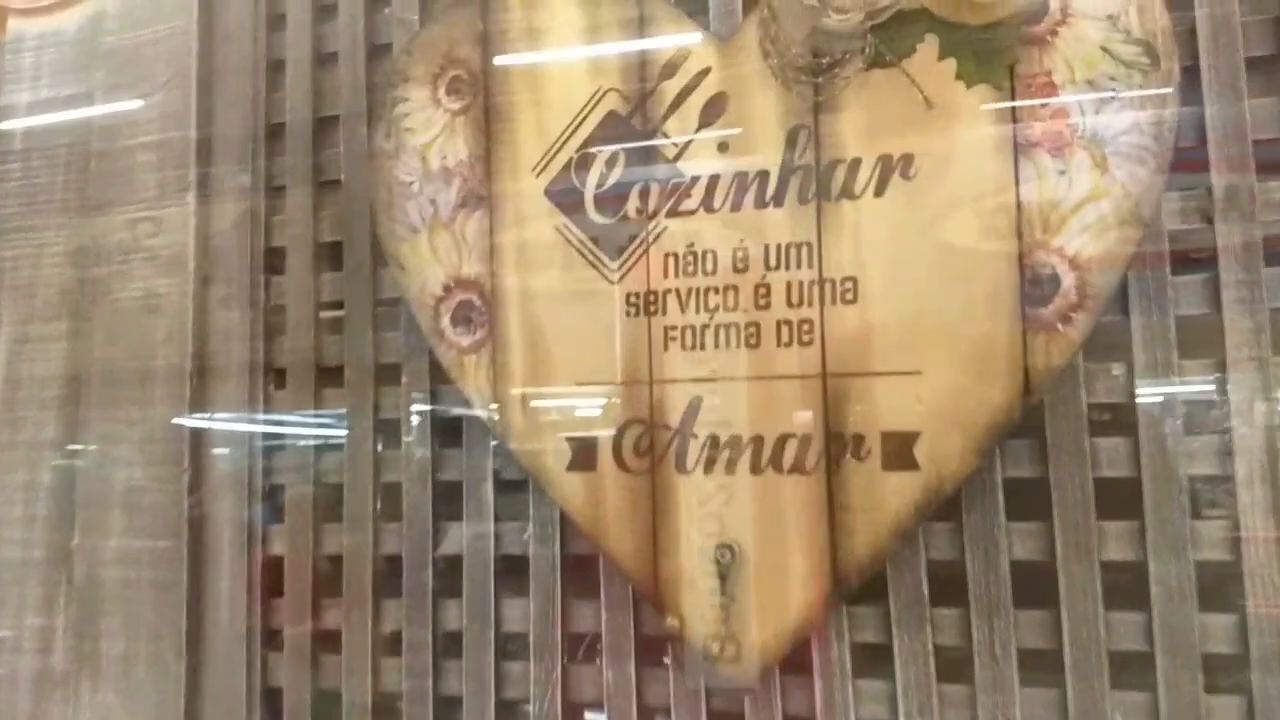 Cozinhar
não é um
serviço. é uma
forma de
Amar